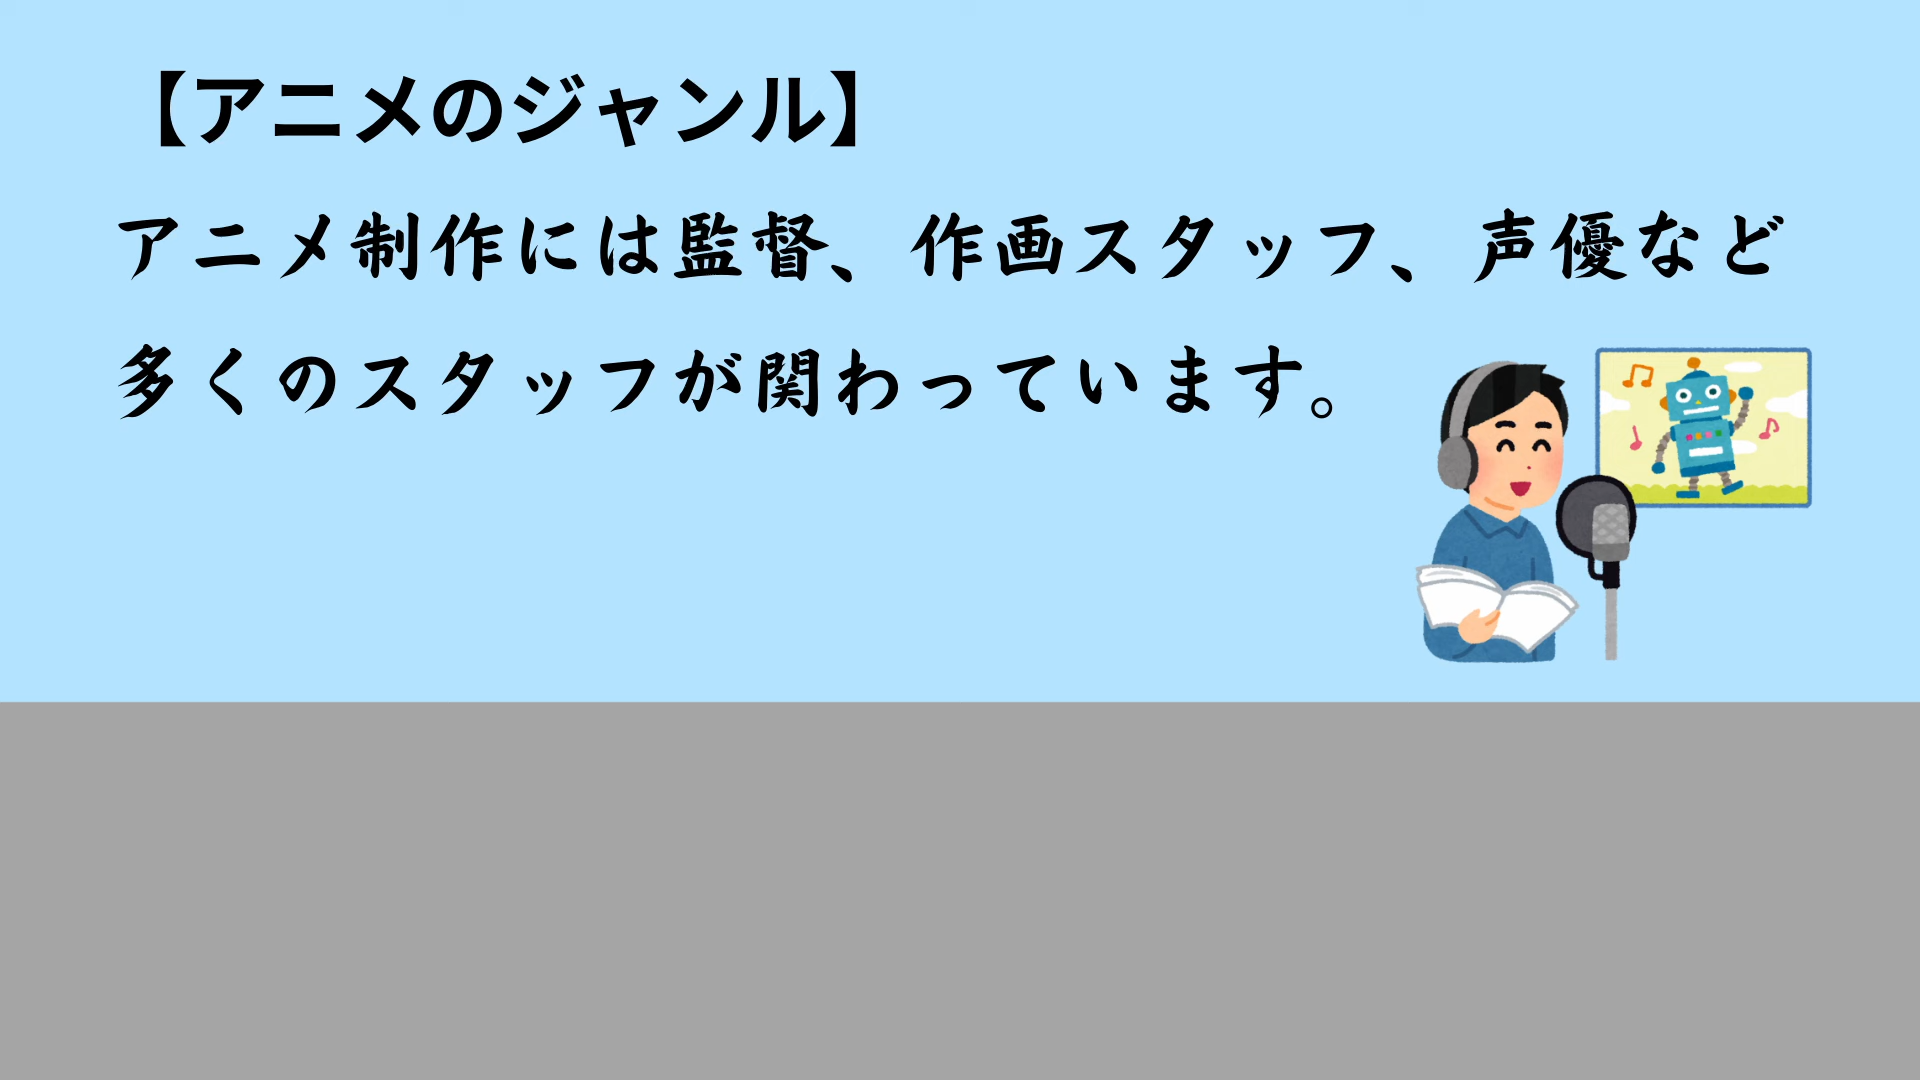 【アニメのジャンル】
アニメ制作には監督、作画スタッフ、声優など
多くのスタッフが関わっています。